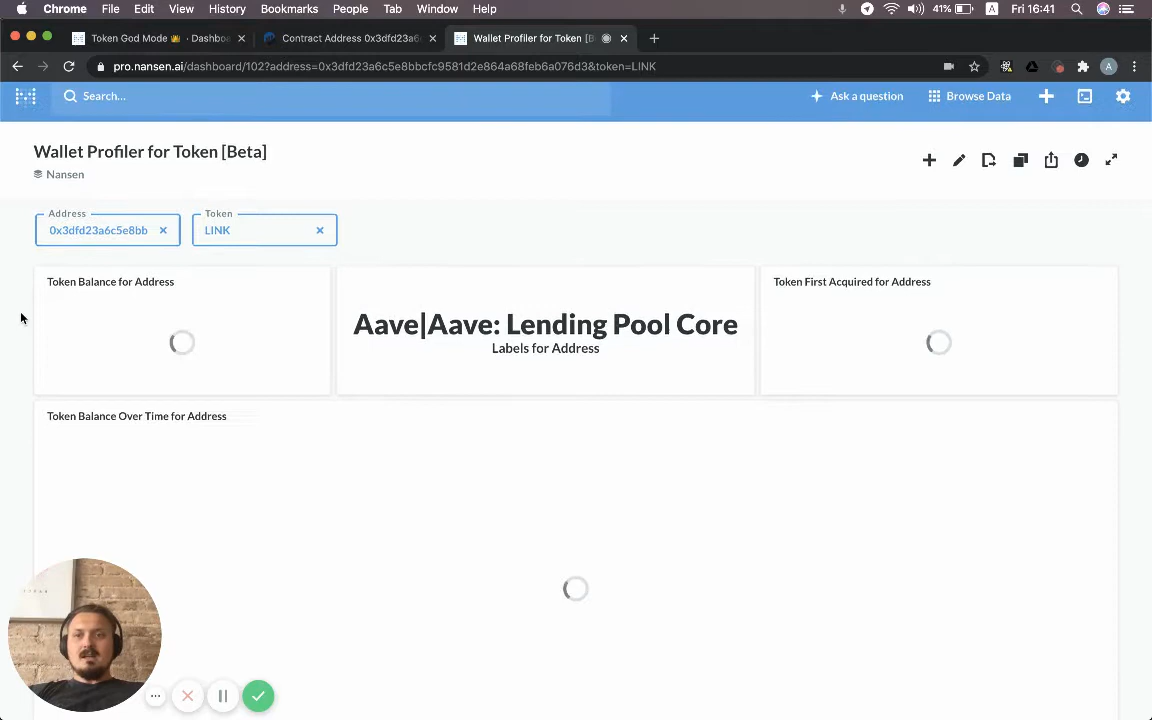 Chrome File Edit View History Bookmarks People Tab Window Help 41% A Fri 16:41
Token God Mode 👑 · Dashbo
Contract Address 0x3dfd23a6
Wallet Profiler for Token [B
pro.nansen.ai/dashboard/102?address=0x3dfd23a6c5e8bbcfc9581d2e864a68feb6a076d3&token=LINK A
Search...
Ask a question
Browse Data
Wallet Profiler for Token [Beta]
Nansen
Address
Token
0x3dfd23a6c5e8bb
LINK
Token Balance for Address
Aave|Aave: Lending Pool Core
Labels for Address
Token First Acquired for Address
Token Balance Over Time for Address